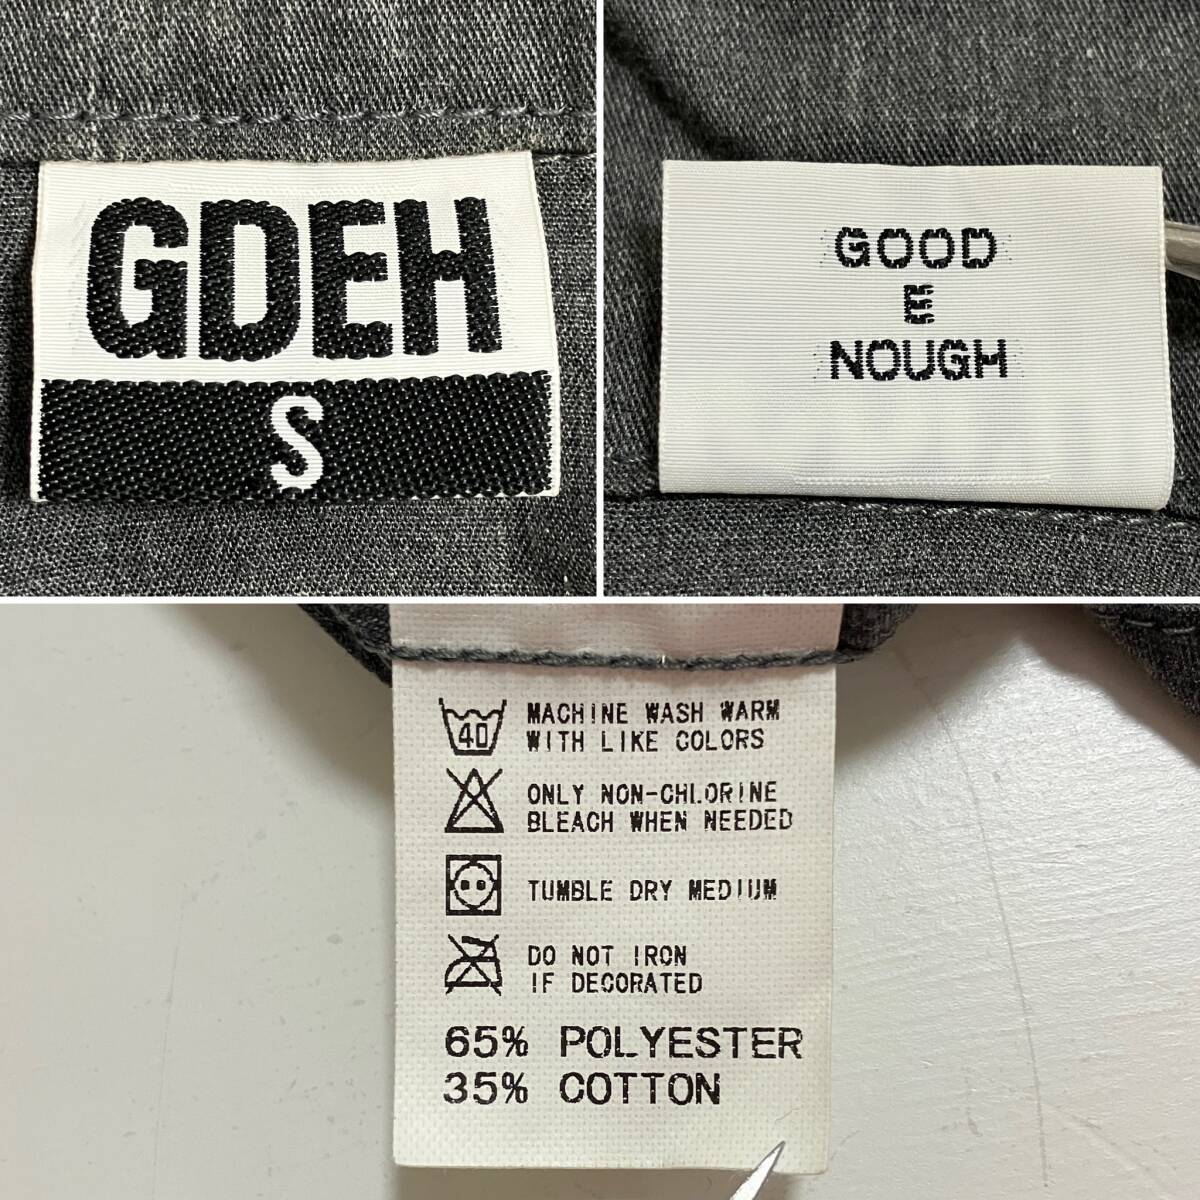 GDEH
S
GOOD
E
NOUGH
40
MACHINE WASH WARM
WITH LIKE COLORS
ONLY NON-CHLORINE
BLEACH WHEN NEEDED
TUMBLE DRY MEDIUM
DO NOT IRON
IF DECORATED
65% POLYESTER
35% COTTON